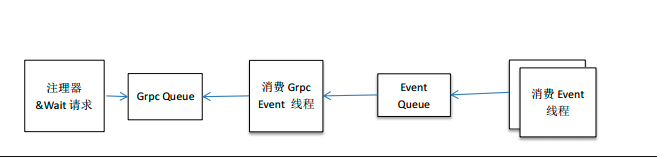 注理器
&Wait 请求
Grpc Queue
消费 Grpc
Event 线程
Event
Queue
消费 Event
线程